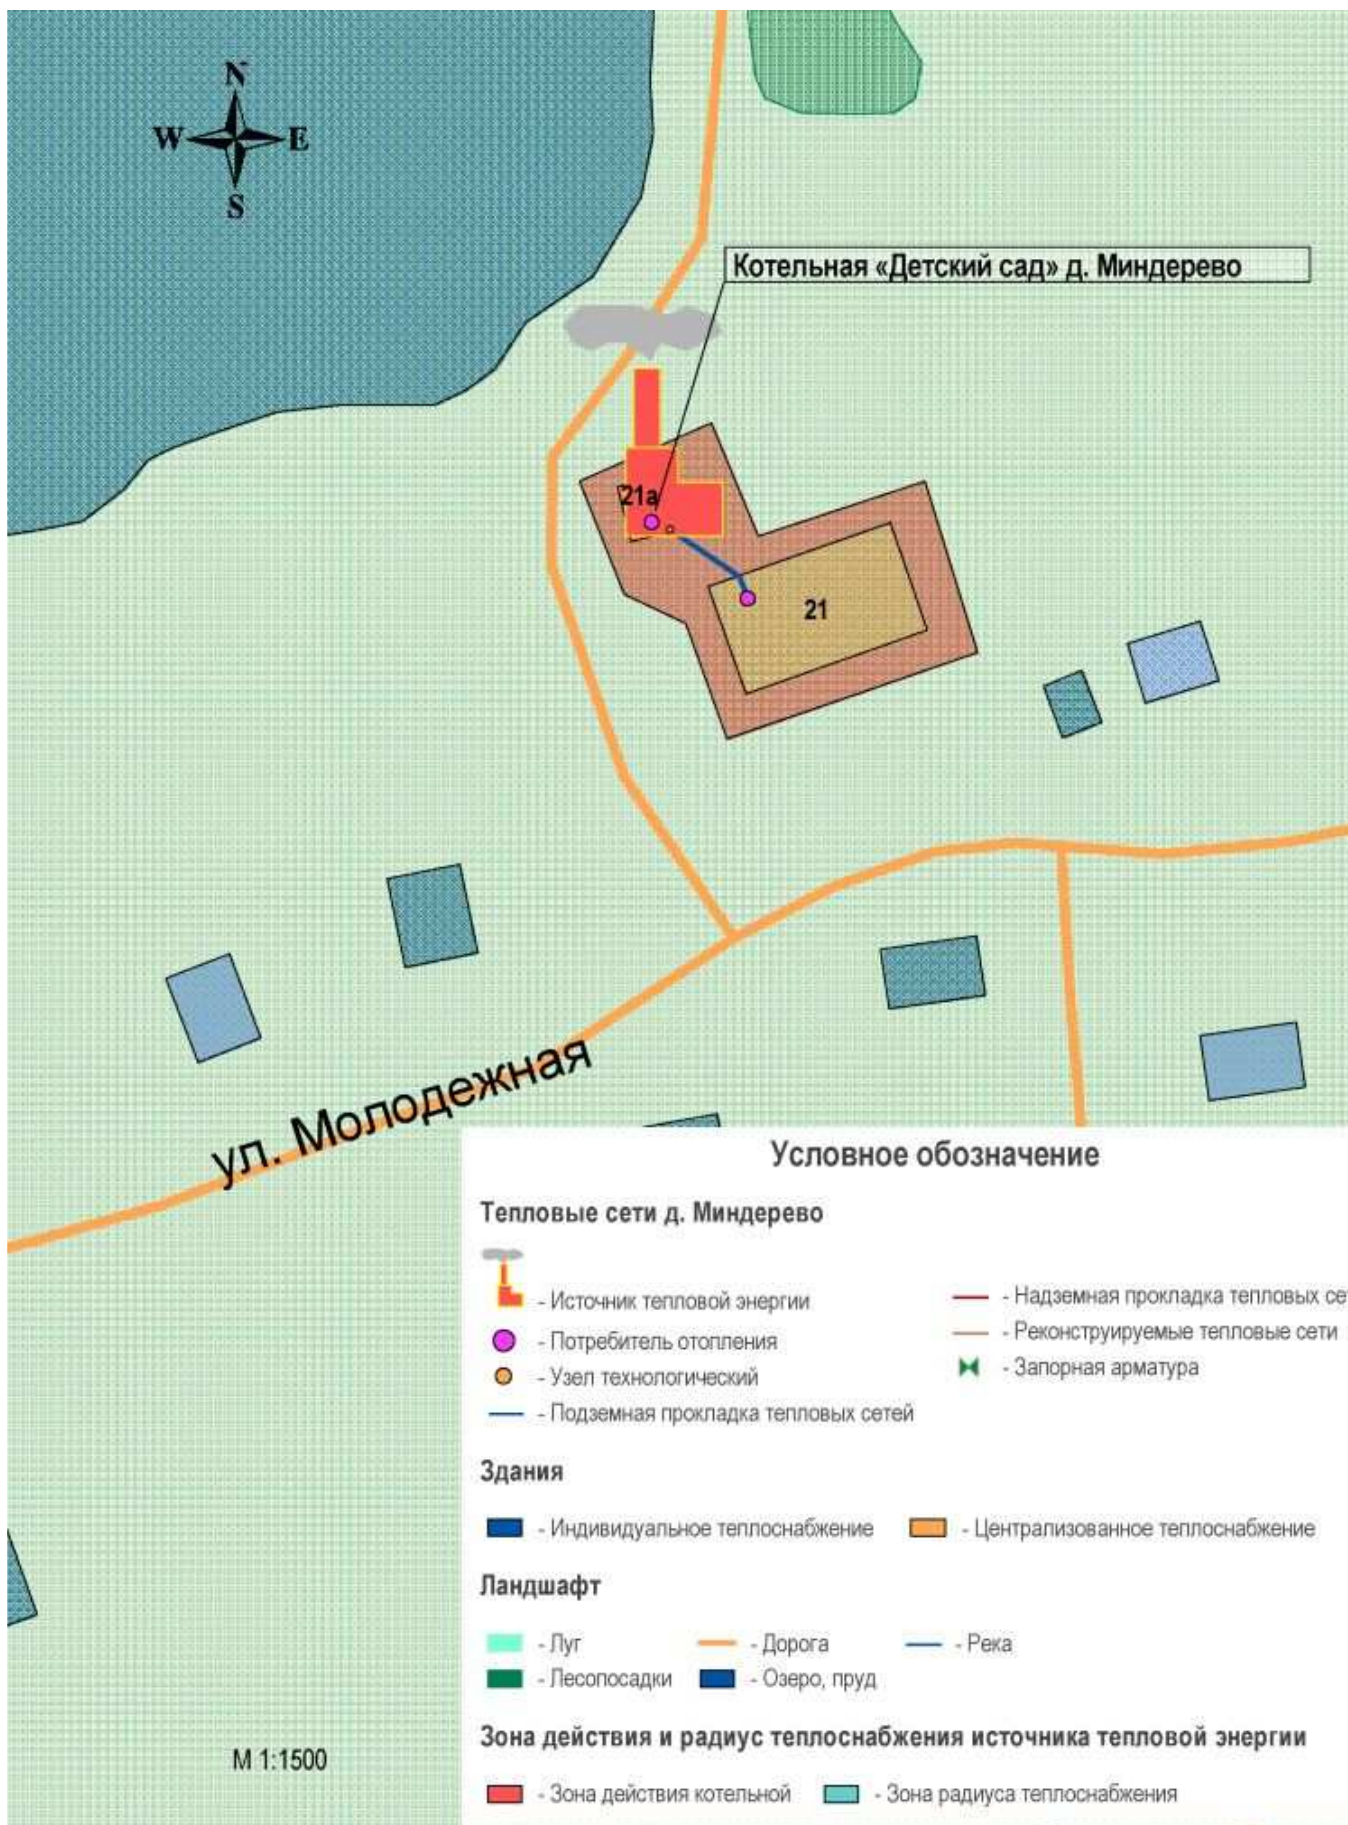 N
W E
S
Котельная «Детский сад» д. Миндерево
21а
21
ул. Молодежная
Условное обозначение
Тепловые сети д. Миндерево
- Источник тепловой энергии
- Надземная прокладка тепловых се
- Потребитель отопления
- Реконструируемые тепловые сети
- Узел технологический
- Запорная арматура
- Подземная прокладка тепловых сетей
Здания
- Индивидуальное теплоснабжение - Централизованное теплоснабжение
Ландшафт
- Луг - Дорога - Река
- Лесопосадки - Озеро, пруд
Зона действия и радиус теплоснабжения источника тепловой энергии
М 1:1500
- Зона действия котельной - Зона радиуса теплоснабжения